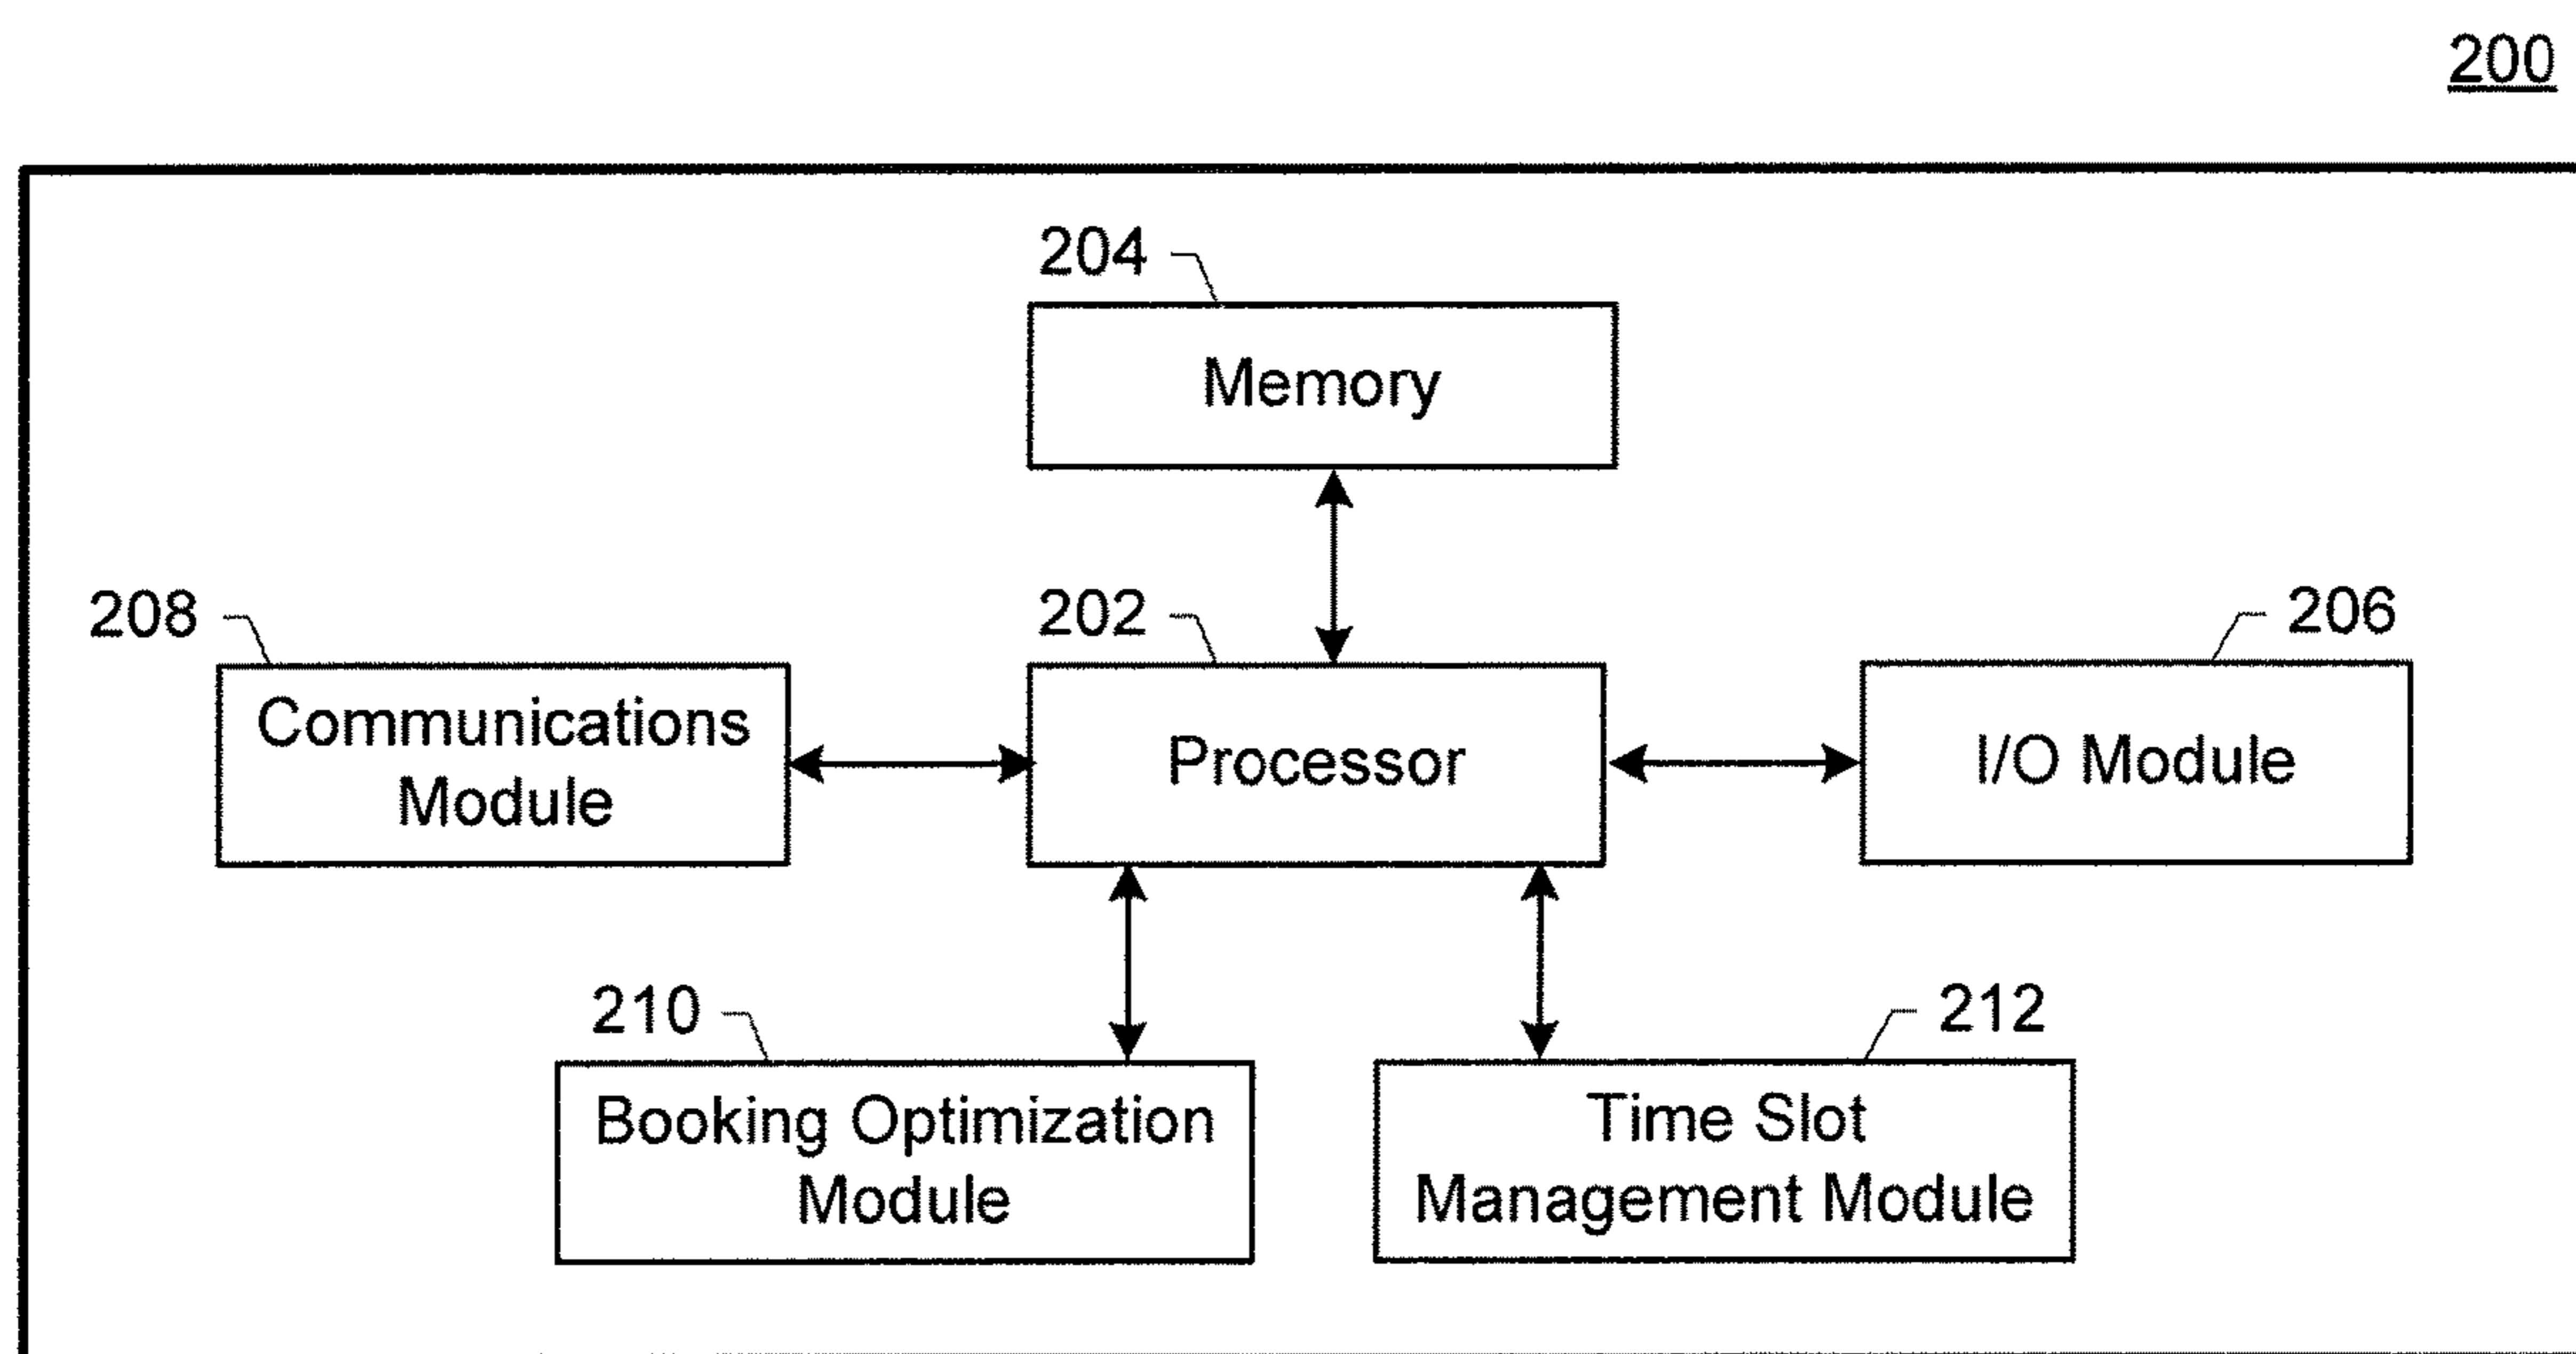 200
204
Memory
208
202
206
Communications
Module
Processor
I/O Module
210
212
Booking Optimization
Module
Time Slot
Management Module